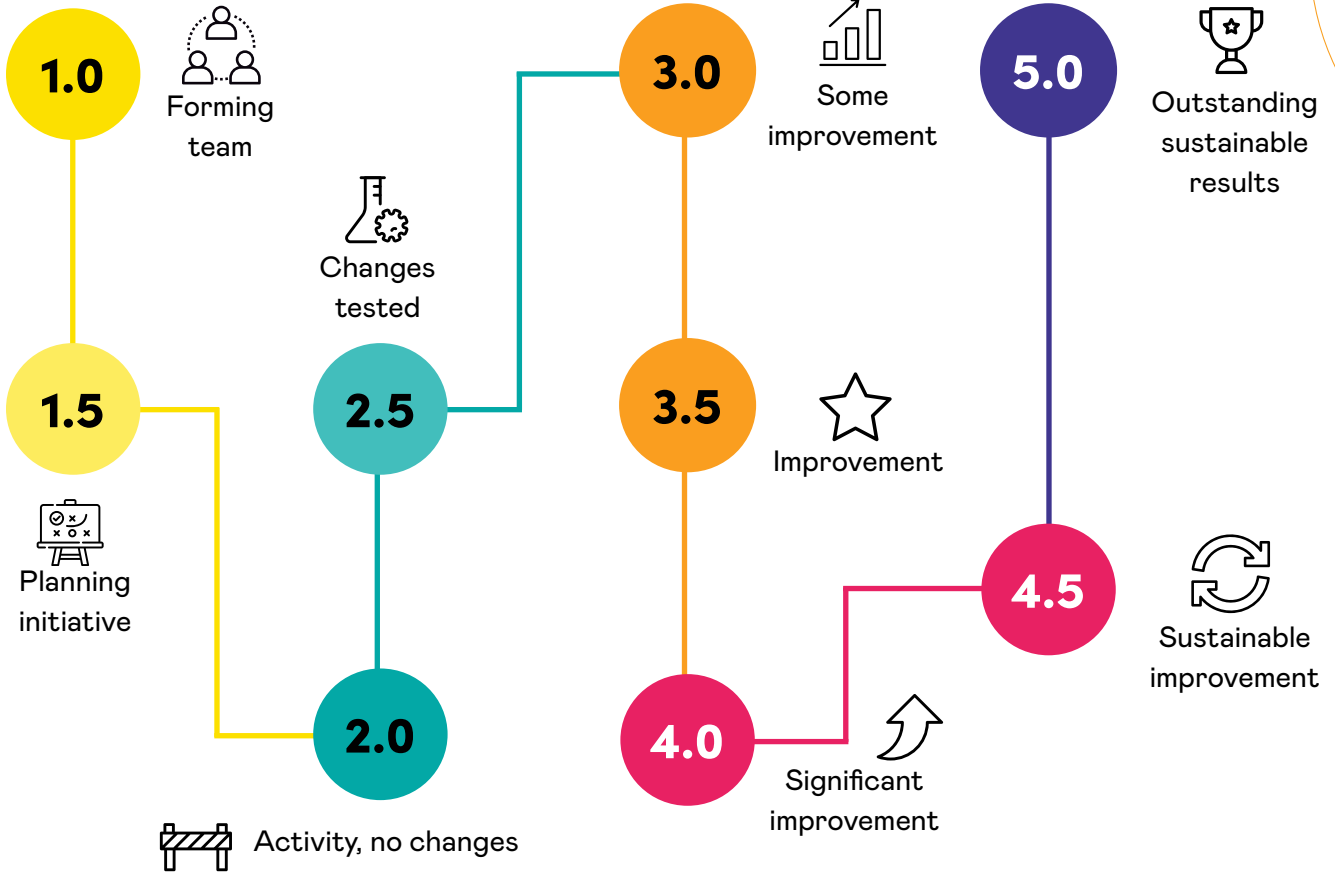 1.0
Forming
team
1.5
Planning
initiative
2.0
Activity, no changes
2.5
Changes
tested
3.0
Some
improvement
3.5
Improvement
4.0
Significant
improvement
4.5
Sustainable
improvement
5.0
Outstanding
sustainable
results